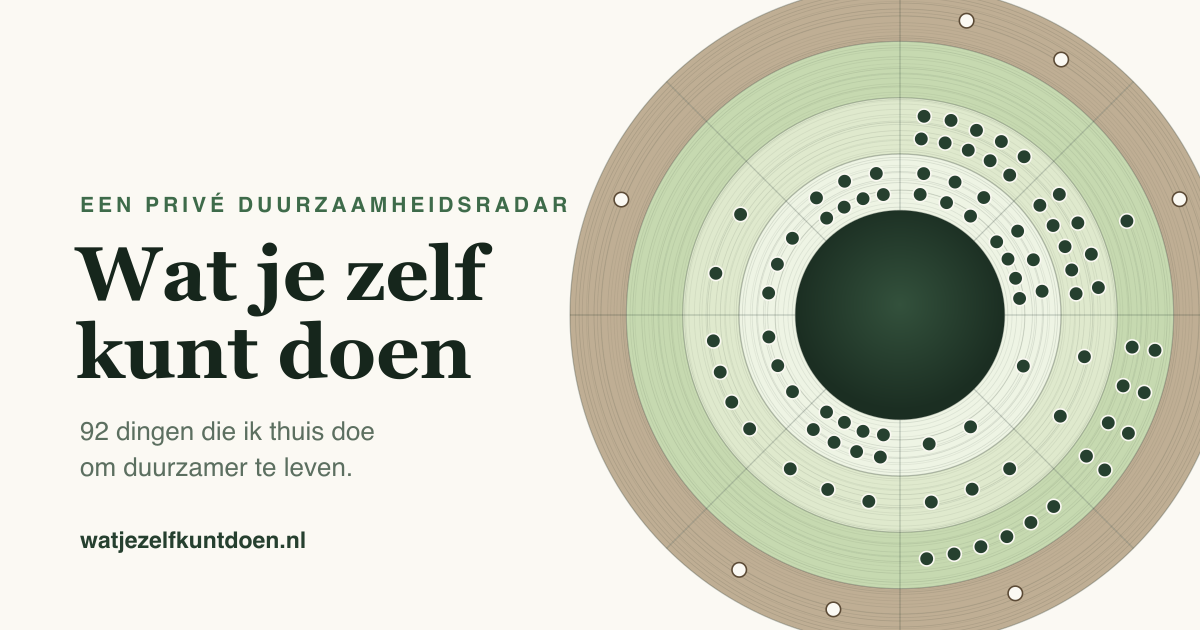 EEN PRIVÉ DUURZAAMHEIDSRADAR
Wat je zelf
kunt doen
92 dingen die ik thuis doe
om duurzamer te leven.
watjezelfkuntdoen.nl